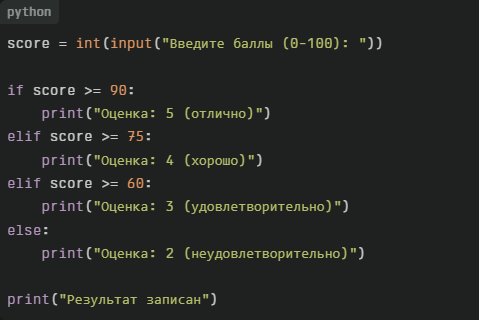 python
score = int(input("Введите баллы (0-100): "))
if score >= 90:
    print("Оценка: 5 (отлично)")
elif score >= 75:
    print("Оценка: 4 (хорошо)")
elif score >= 60:
    print("Оценка: 3 (удовлетворительно)")
else:
    print("Оценка: 2 (неудовлетворительно)")
print("Результат записан")